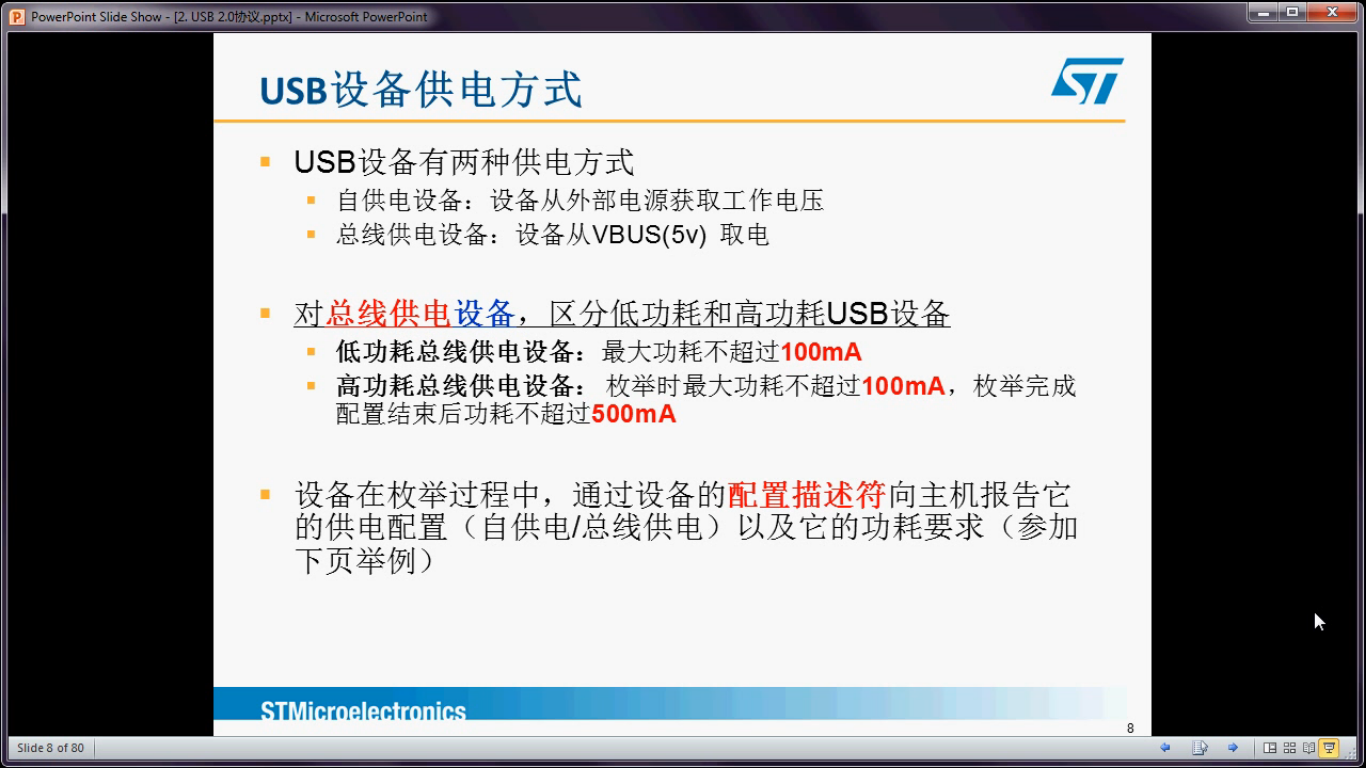 PowerPoint Slide Show - [2. USB 2.0协议.pptx] - Microsoft PowerPoint
USB设备供电方式
ST
USB设备有两种供电方式
自供电设备：设备从外部电源获取工作电压
总线供电设备：设备从VBUS(5v) 取电
对总线供电设备，区分低功耗和高功耗USB设备
低功耗总线供电设备：最大功耗不超过100mA
高功耗总线供电设备： 枚举时最大功耗不超过100mA，枚举完成
配置结束后功耗不超过500mA
设备在枚举过程中，通过设备的配置描述符向主机报告它
的供电配置（自供电/总线供电）以及它的功耗要求（参加
下页举例）
STMicroelectronics
8
Slide 8 of 80